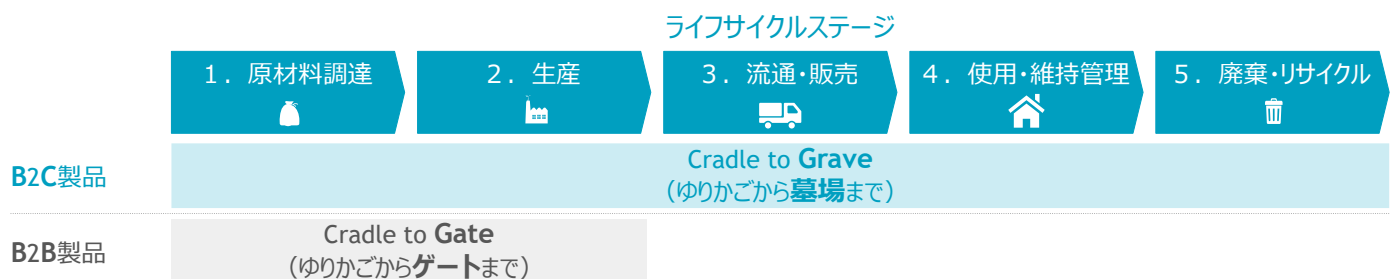 ライフサイクルステージ
1. 原材料調達
2. 生産
3. 流通・販売
4. 使用・維持管理
5. 廃棄・リサイクル
B2C製品
Cradle to Grave
(ゆりかごから墓場まで)
B2B製品
Cradle to Gate
(ゆりかごからゲートまで)